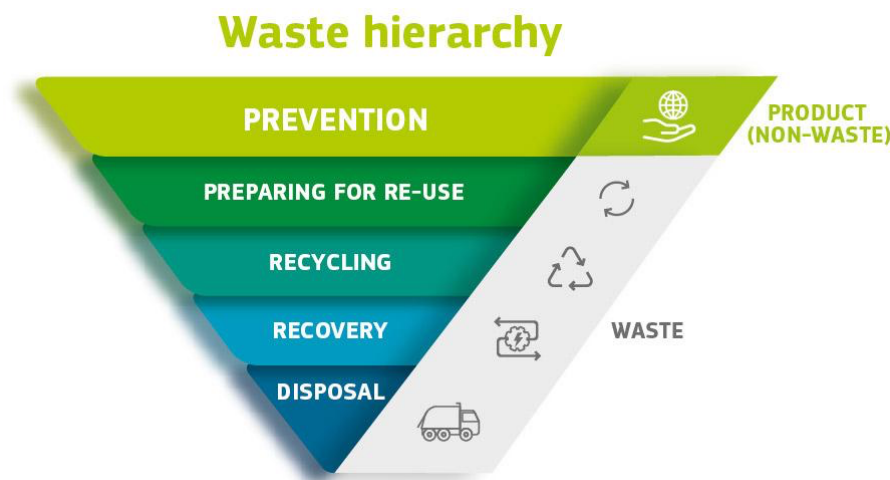 Waste hierarchy
PREVENTION
PRODUCT
(NON-WASTE)
PREPARING FOR RE-USE
RECYCLING
RECOVERY
WASTE
DISPOSAL